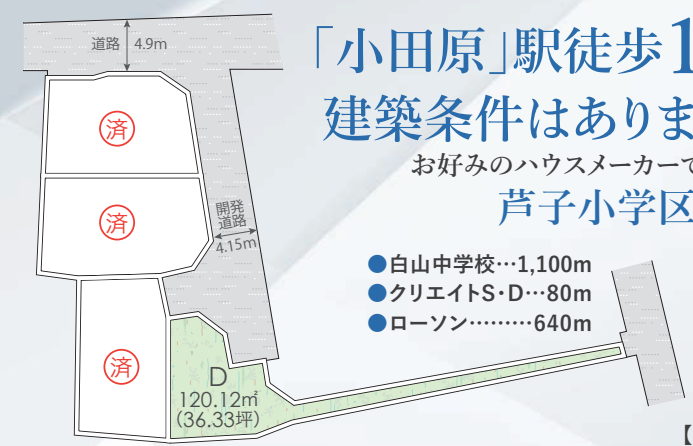 道路 4.9m
「小田原」駅徒歩1
建築条件はありま
お好みのハウスメーカーで
芦子小学区
済
済
開発
道路
4.15m
●白山中学校…1,100m
●クリエイトS・D…80m
●ローソン………640m
済
D
120.12㎡
(36.33坪)
【